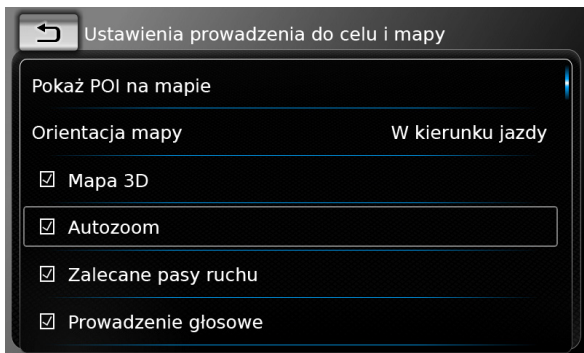 Ustawienia prowadzenia do celu i mapy
Pokaż POI na mapie
Orientacja mapy W kierunku jazdy
Mapa 3D
Autozoom
Zalecane pasy ruchu
Prowadzenie głosowe